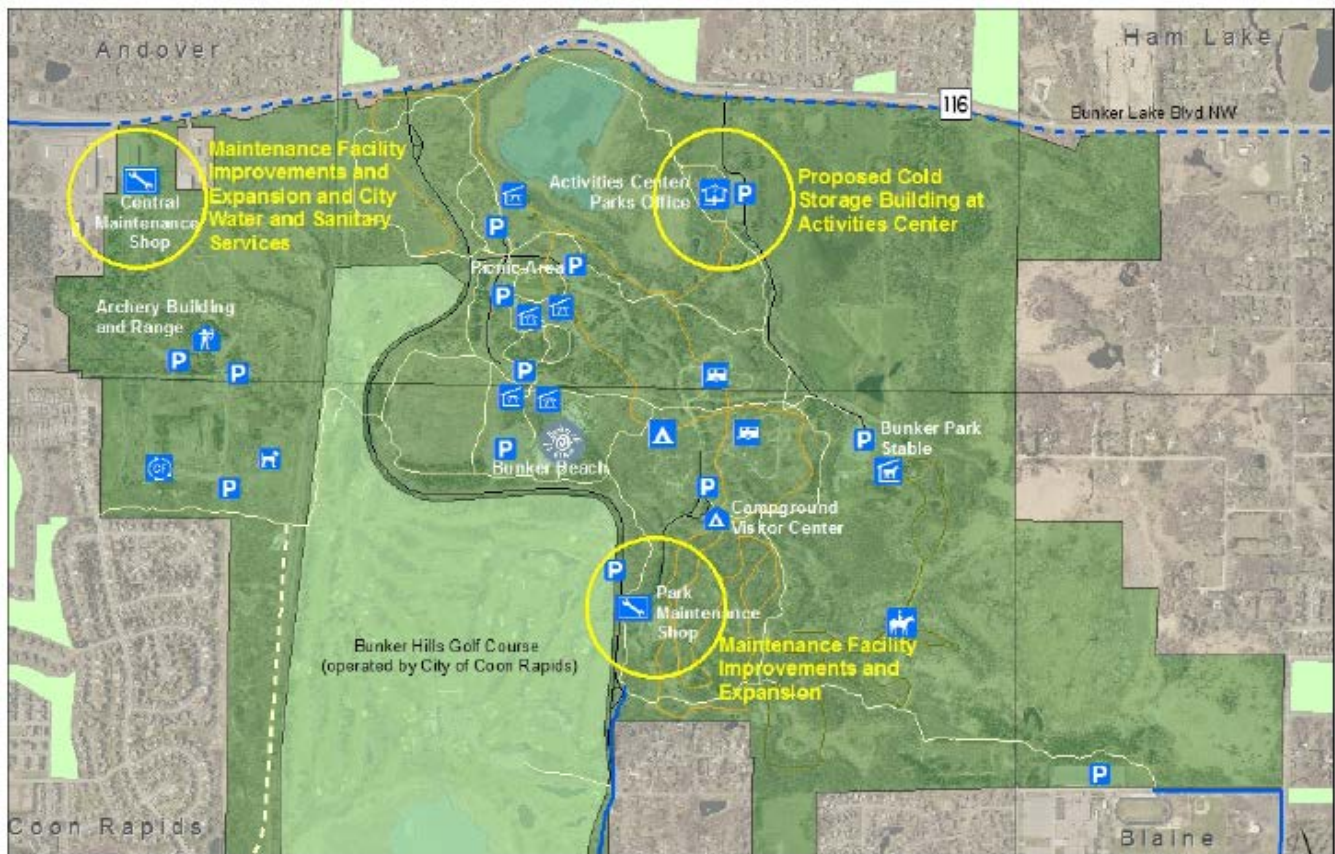 Andover
Ham Lake
116
Bunker Lake Blvd NW
Maintenance Facility
Improvements and
Expansion and City
Water and Sanitary
Services
Central
Maintenance
Shop
Activities Center/
Parks Office
P
Proposed Cold
Storage Building at
Activities Center
P
Picnic Area
P
P
Archery Building
and Range
P
P
P
P
Bunker Beach
P
Bunker Park
Stable
P
P
Campground
Visitor Center
P
Park
Maintenance
Shop
Maintenance Facility
Improvements and
Expansion
Bunker Hills Golf Course
(operated by City of Coon Rapids)
P
Coon Rapids
Blaine